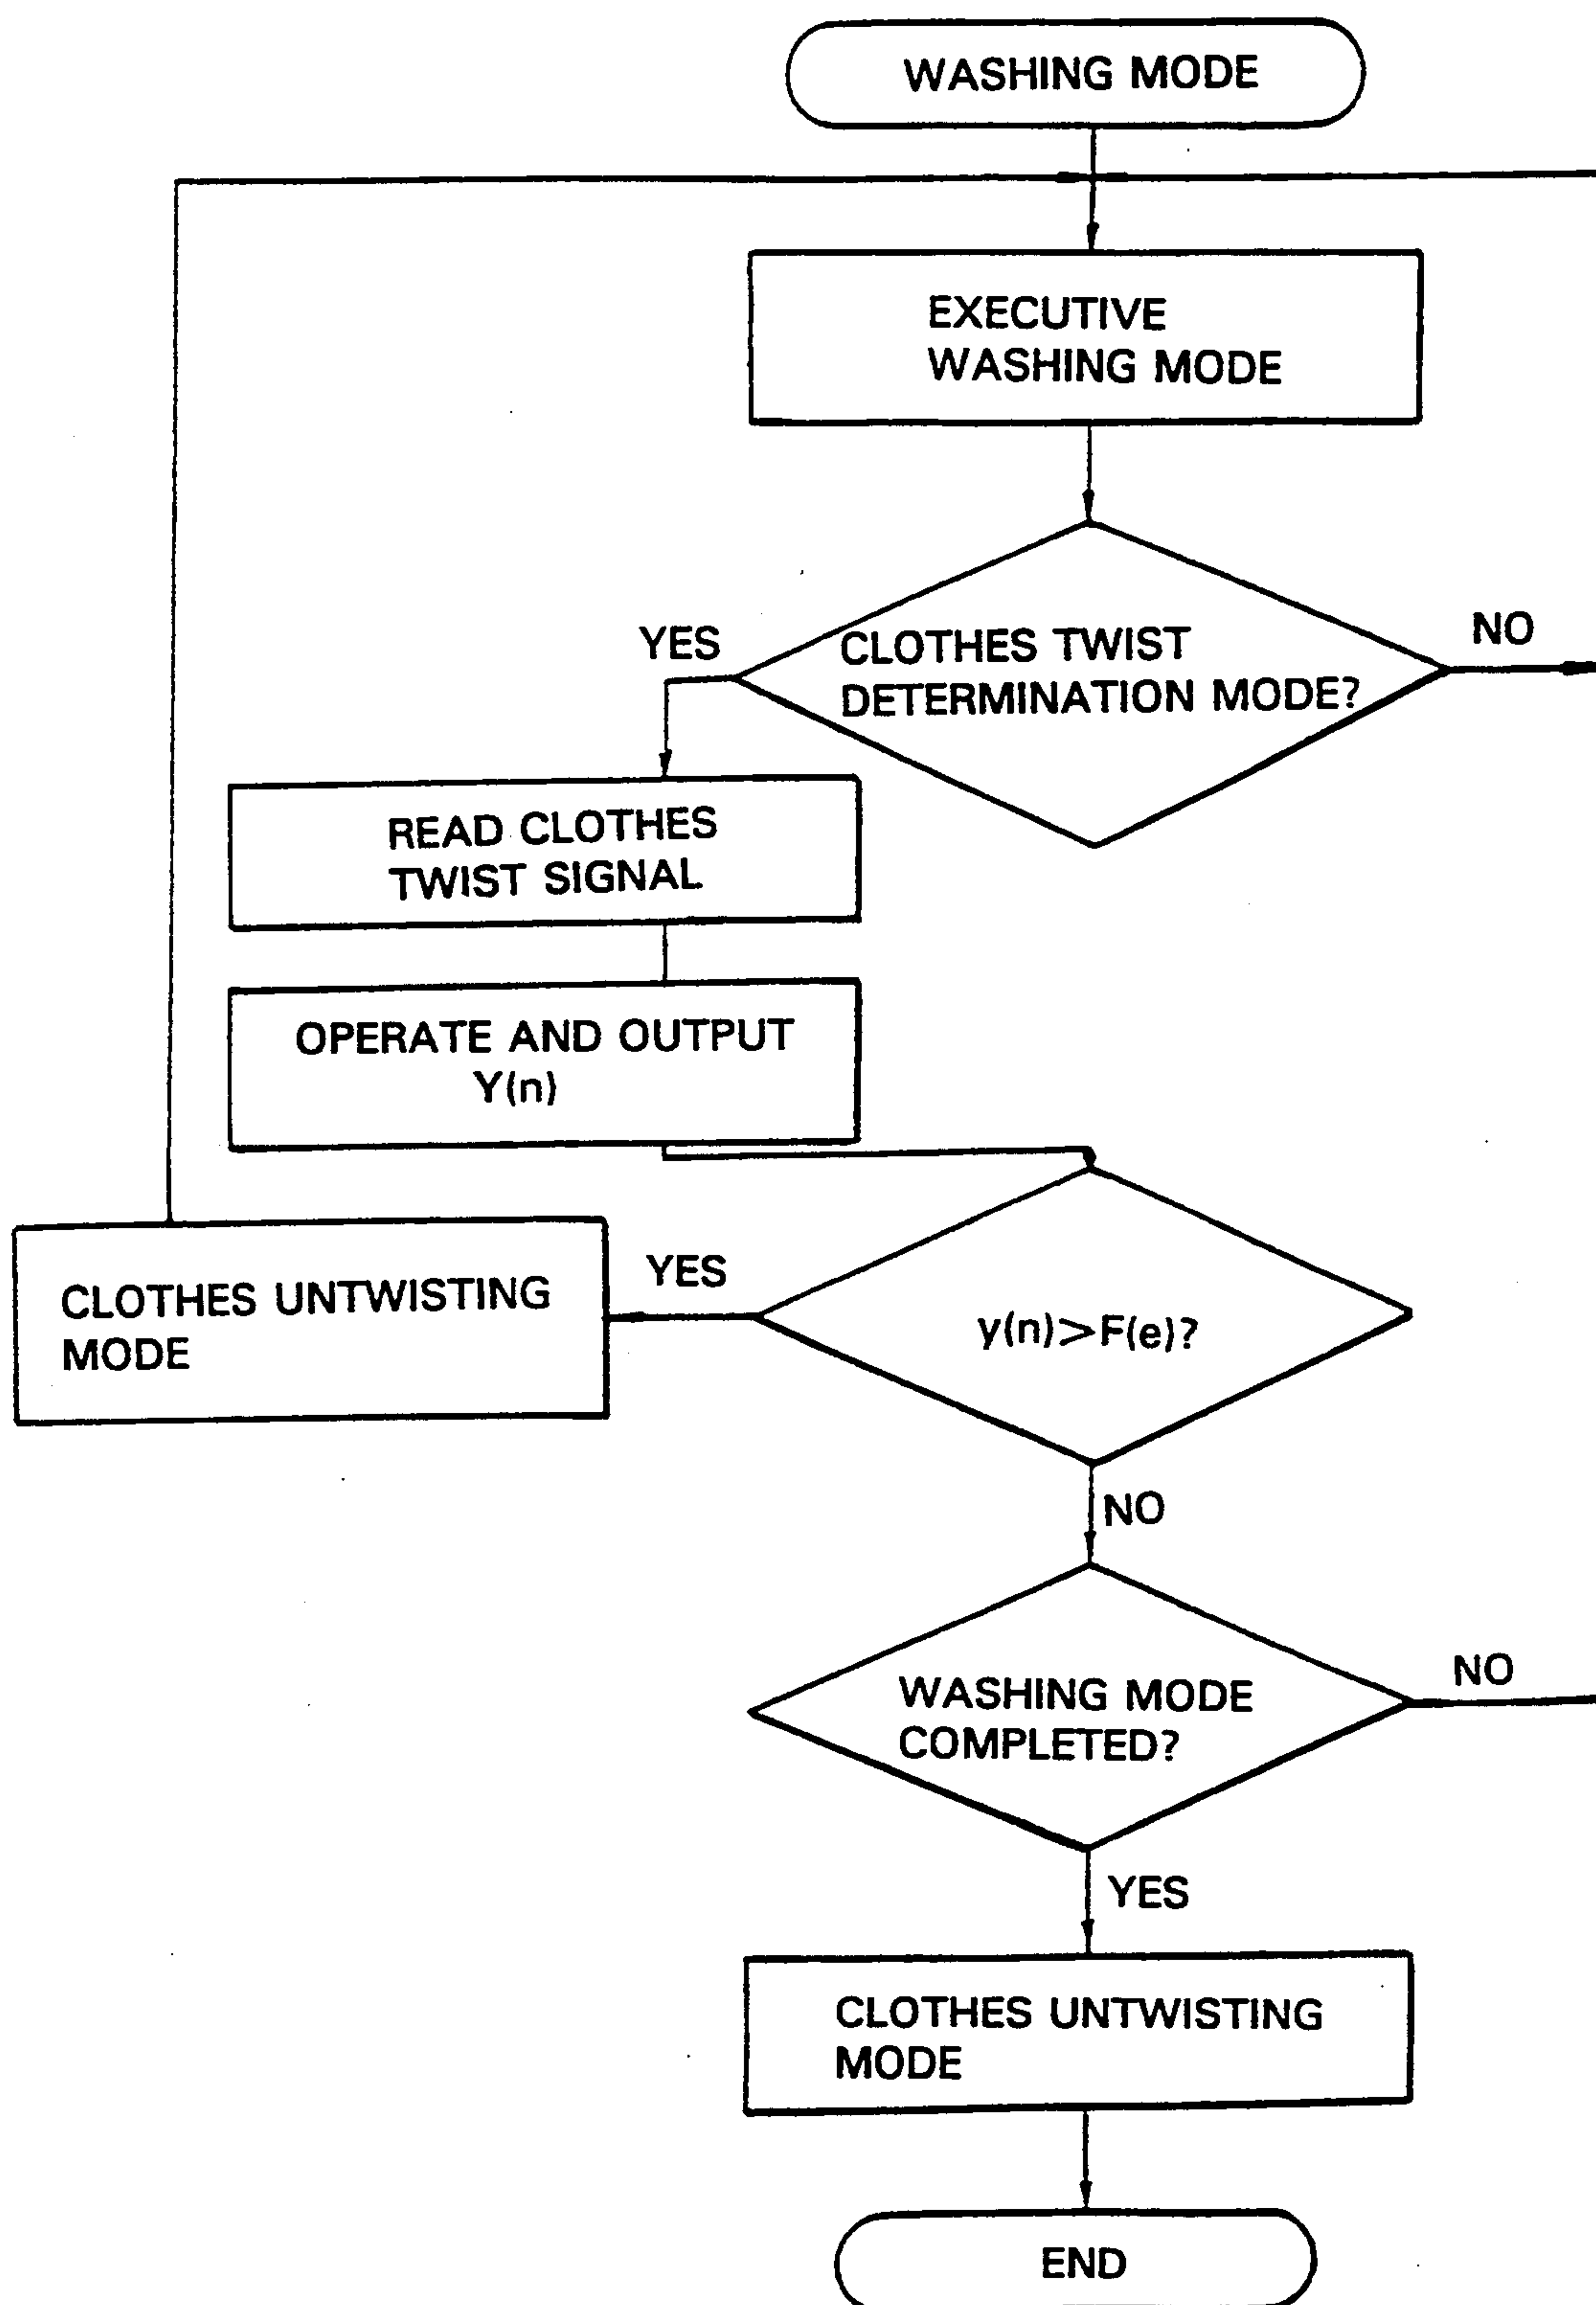 WASHING MODE
EXECUTIVE
WASHING MODE
YES
CLOTHES TWIST
DETERMINATION MODE?
NO
READ CLOTHES
TWIST SIGNAL
OPERATE AND OUTPUT
Y(n)
CLOTHES UNTWISTING
MODE
YES
y(n)>F(e)?
NO
WASHING MODE
COMPLETED?
NO
YES
CLOTHES UNTWISTING
MODE
END